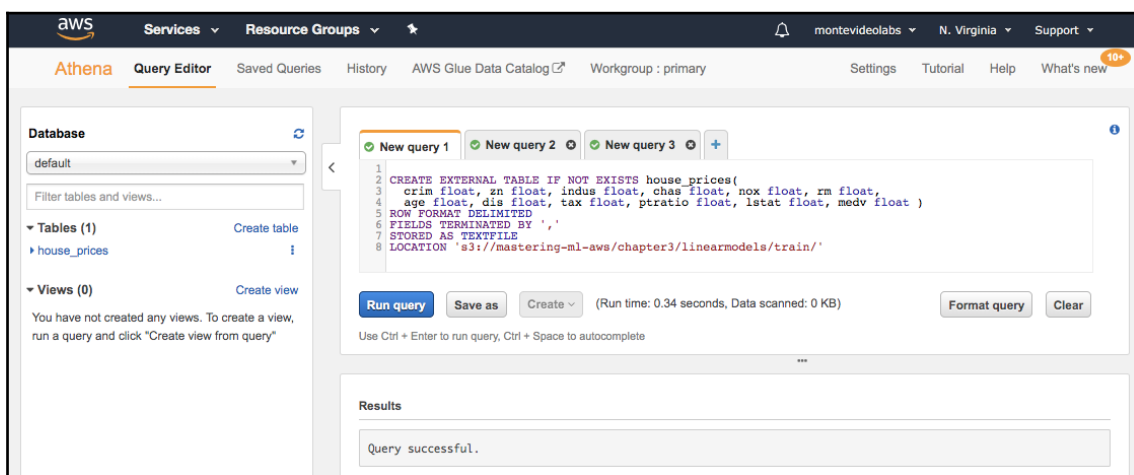 aws Services Resource Groups montevideolabs N. Virginia Support
Athena Query Editor Saved Queries History AWS Glue Data Catalog Workgroup : primary Settings Tutorial Help What's new 10+
Database
default
Filter tables and views...
Tables (1) Create table
house_prices
Views (0) Create view
You have not created any views. To create a view,
run a query and click "Create view from query"
New query 1 New query 2 New query 3 +
1
2 CREATE EXTERNAL TABLE IF NOT EXISTS house_prices(
3 crim float, zn float, indus float, chas float, nox float, rm float,
4 age float, dis float, tax float, ptratio float, lstat float, medv float )
5 ROW FORMAT DELIMITED
6 FIELDS TERMINATED BY ','
7 STORED AS TEXTFILE
8 LOCATION 's3://mastering-ml-aws/chapter3/linearmodels/train/'
Run query Save as Create (Run time: 0.34 seconds, Data scanned: 0 KB) Format query Clear
Use Ctrl + Enter to run query, Ctrl + Space to autocomplete
Results
Query successful.